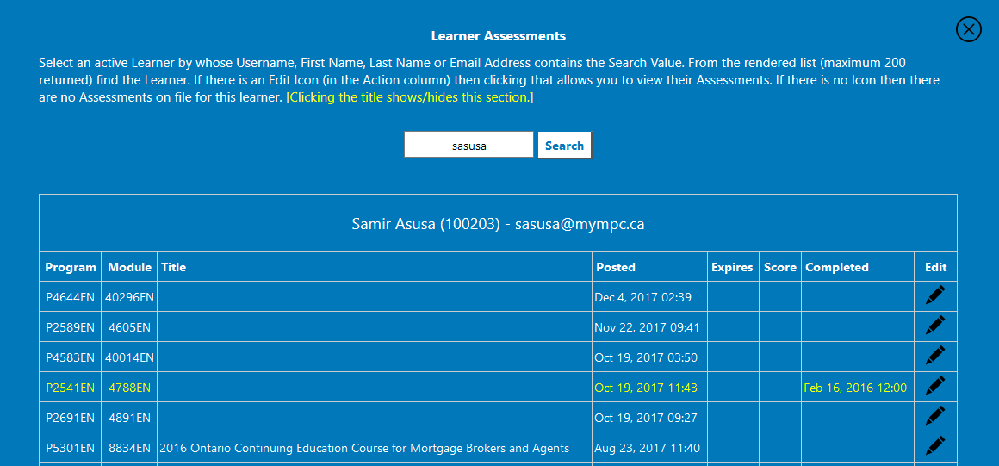 Learner Assessments
Select an active Learner by whose Username, First Name, Last Name or Email Address contains the Search Value. From the rendered list (maximum 200
returned) find the Learner. If there is an Edit Icon (in the Action column) then clicking that allows you to view their Assessments. If there is no Icon then there
are no Assessments on file for this learner. [Clicking the title shows/hides this section.]
sasusa Search
Samir Asusa (100203) - sasusa@mympc.ca
Program Module Title Posted Expires Score Completed Edit
P4644EN 40296EN Dec 4, 2017 02:39
P2589EN 4605EN Nov 22, 2017 09:41
P4583EN 40014EN Oct 19, 2017 03:50
P2541EN 4788EN Oct 19, 2017 11:43 Feb 16, 2016 12:00
P2691EN 4891EN Oct 19, 2017 09:27
P5301EN 8834EN 2016 Ontario Continuing Education Course for Mortgage Brokers and Agents Aug 23, 2017 11:40